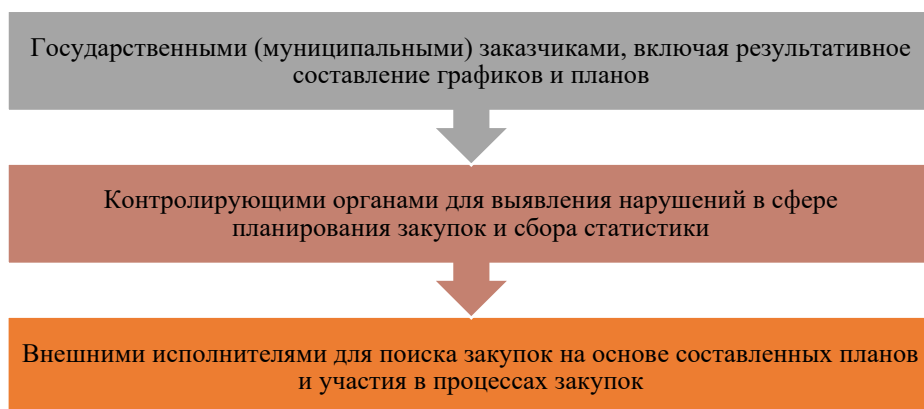 Государственными (муниципальными) заказчиками, включая результативное
составление графиков и планов
Контролирующими органами для выявления нарушений в сфере
планирования закупок и сбора статистики
Внешними исполнителями для поиска закупок на основе составленных планов
и участия в процессах закупок